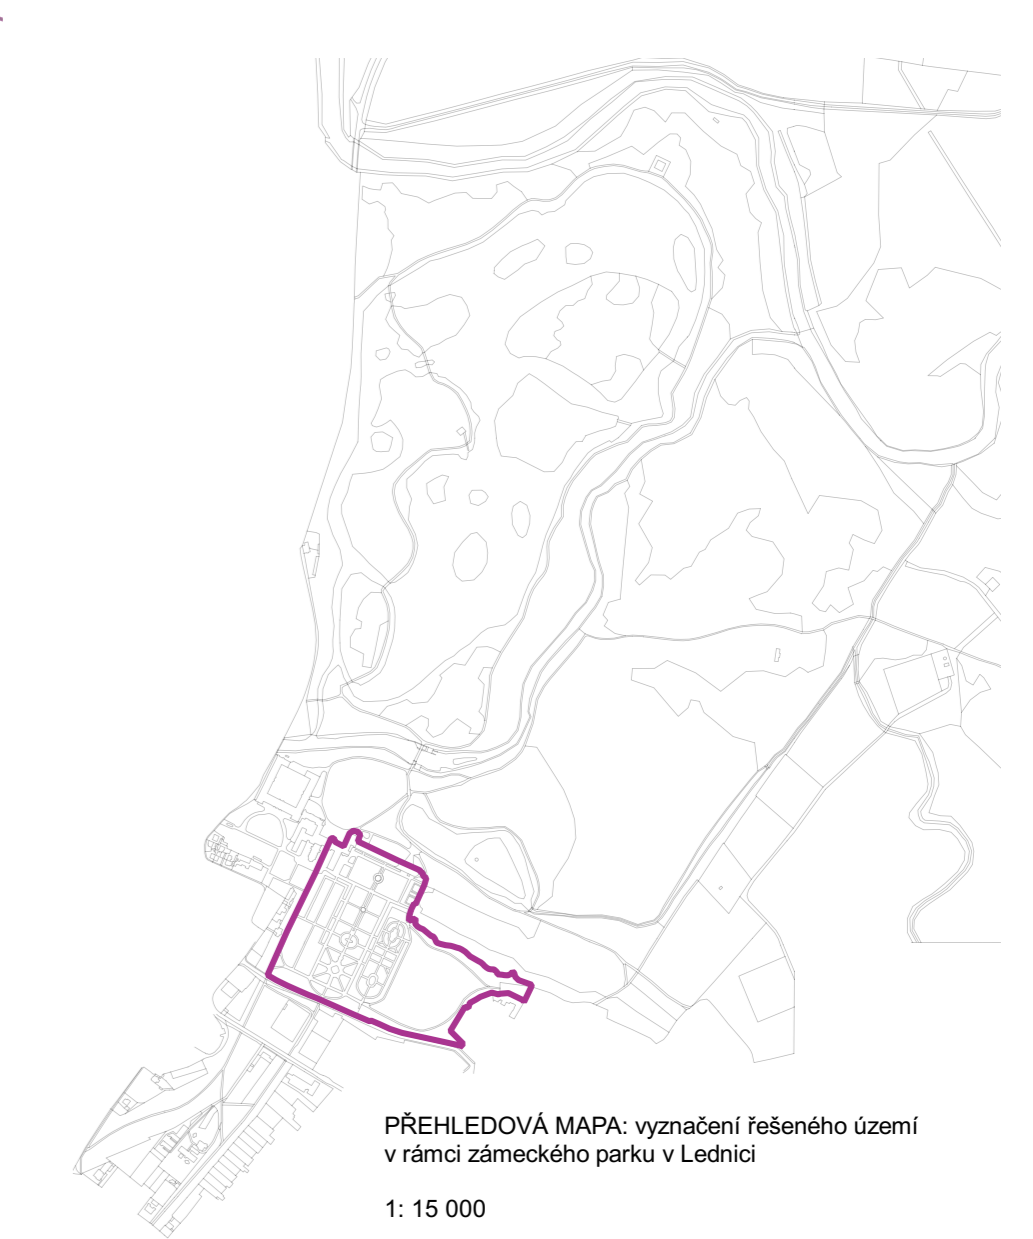 PŘEHLEDOVÁ MAPA: vyznačení řešeného území
v rámci zámeckého parku v Lednici
1: 15 000